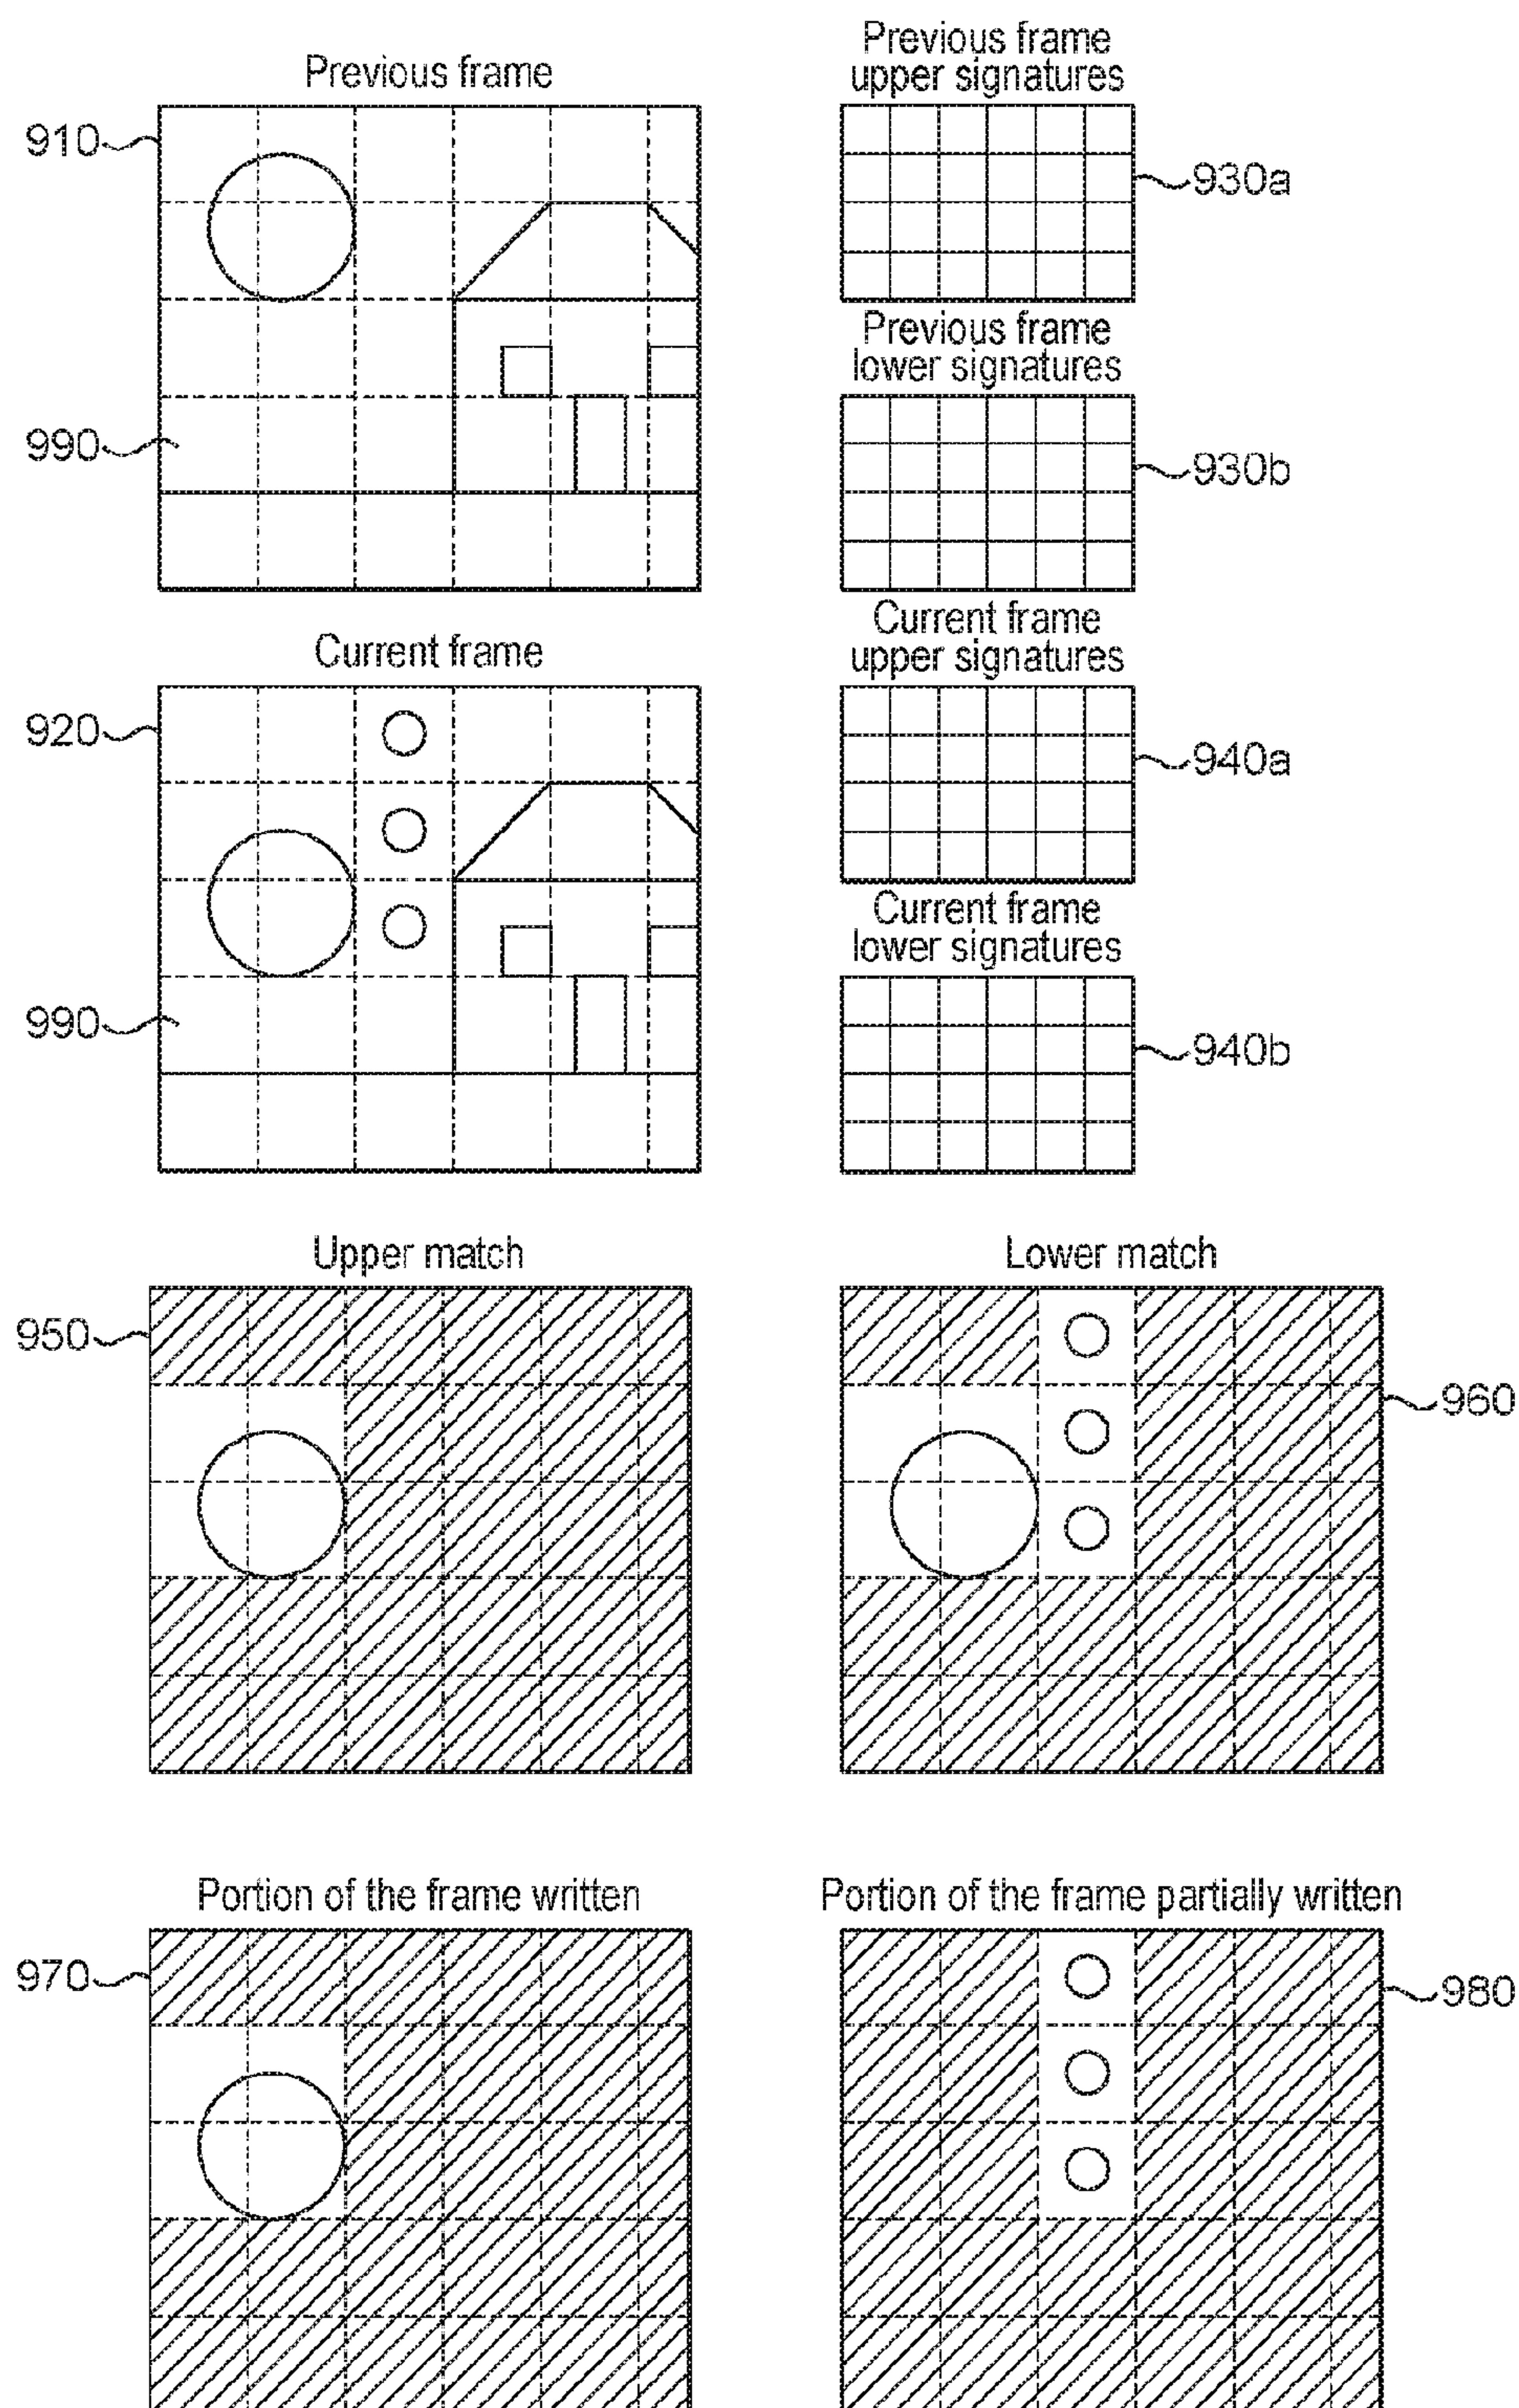 Previous frame
910
990
Previous frame
upper signatures
930a
Previous frame
lower signatures
930b
Current frame
920
990
Current frame
upper signatures
940a
Current frame
lower signatures
940b
Upper match
950
Lower match
960
Portion of the frame written
970
Portion of the frame partially written
980